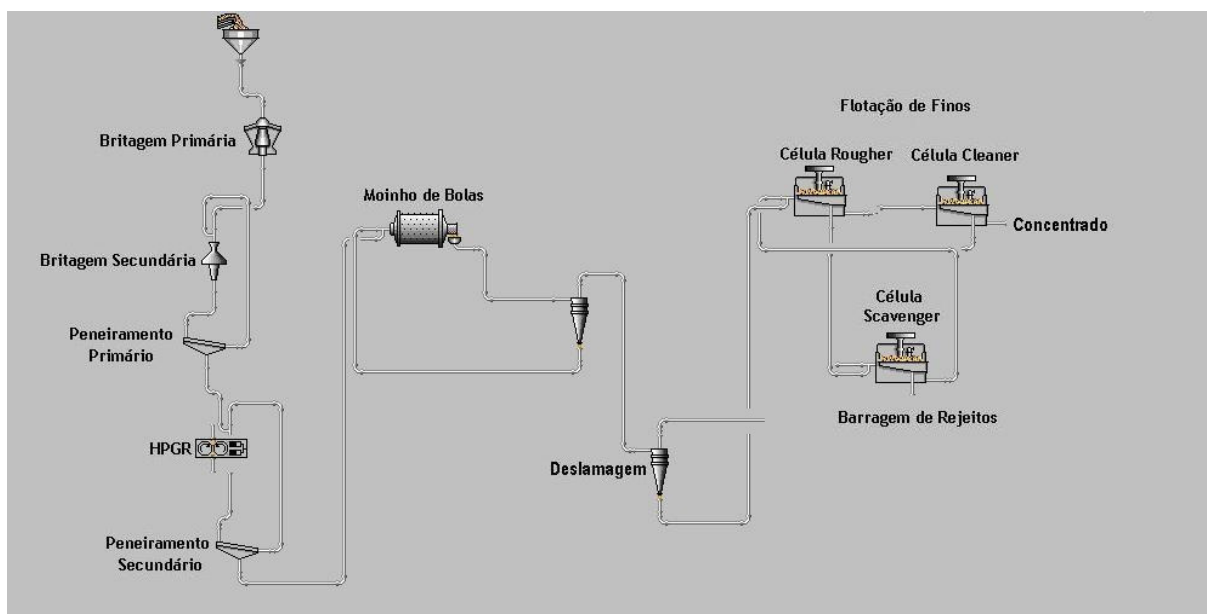 Britagem Primária
Britagem Secundária
Peneiramento
Primário
HPGR
Peneiramento
Secundário
Moinho de Bolas
Deslamagem
Flotação de Finos
Célula Rougher
Célula Cleaner
Concentrado
Célula
Scavenger
Barragem de Rejeitos